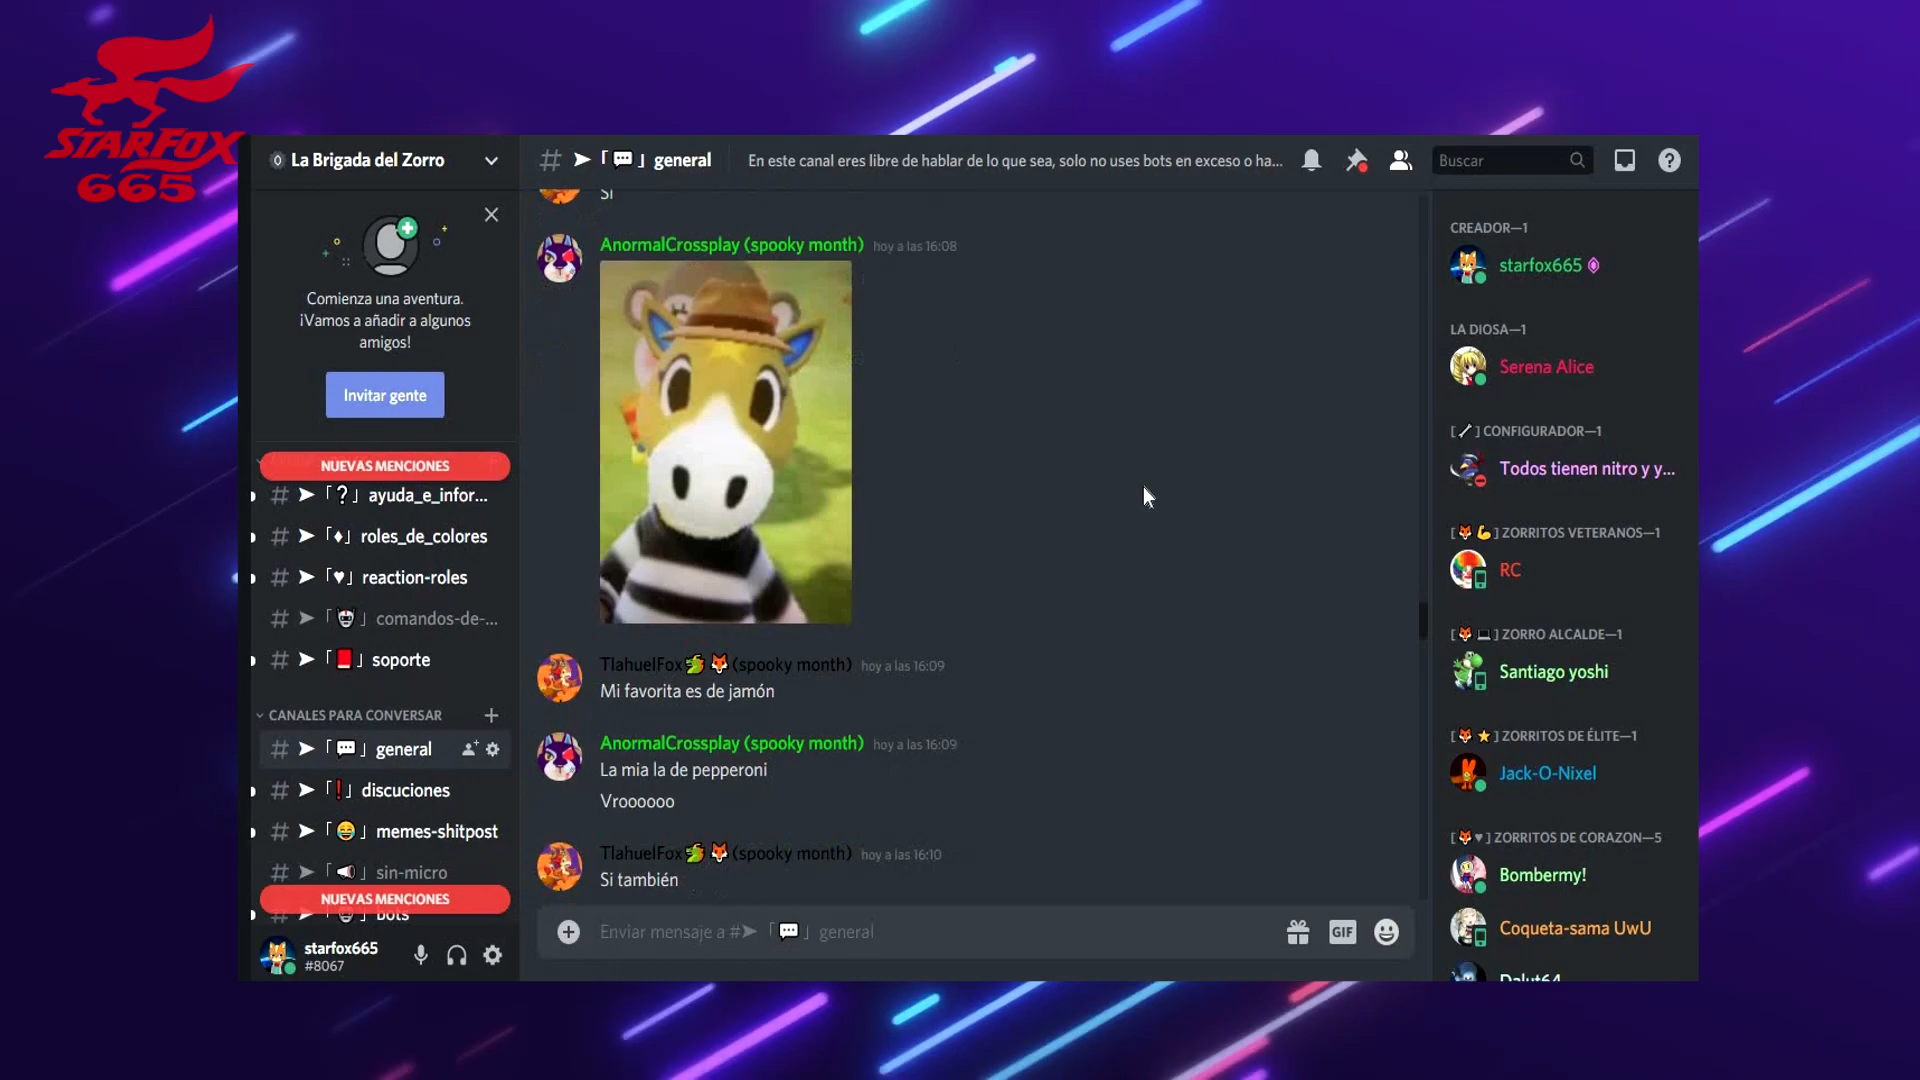 STARFOX
665
La Brigada del Zorro
Comienza una aventura.
¡Vamos a añadir a algunos
amigos!
Invitar gente
NUEVAS MENCIONES
# ➤「❓」ayuda_e_infor...
# ➤「♦」roles_de_colores
# ➤「♥」reaction-roles
# ➤「」comandos-de-...
# ➤「」soporte
CANALES PARA CONVERSAR
# ➤「💬」general
# ➤「❗」discuciones
# ➤「😂」memes-shitpost
# ➤「📢」sin-micro
NUEVAS MENCIONES
bots
starfox665
#8067
# ➤「💬」general
En este canal eres libre de hablar de lo que sea, solo no uses bots en exceso o ha...
Buscar
Si
AnormalCrossplay (spooky month) hoy a las 16:08
TlahuelFox (spooky month) hoy a las 16:09
Mi favorita es de jamón
AnormalCrossplay (spooky month) hoy a las 16:09
La mia la de pepperoni
Vroooooo
TlahuelFox (spooky month) hoy a las 16:10
Si también
Enviar mensaje a #➤「💬」general
GIF
CREADOR—1
starfox665
LA DIOSA—1
Serena Alice
[🔧] CONFIGURADOR—1
Todos tienen nitro y y...
[🦊💪] ZORRITOS VETERANOS—1
RC
[🦊💻] ZORRO ALCALDE—1
Santiago yoshi
[🦊⭐] ZORRITOS DE ÉLITE—1
Jack-O-Nixel
[🦊♥] ZORRITOS DE CORAZON—5
Bombermy!
Coqueta-sama UwU
Dalut64